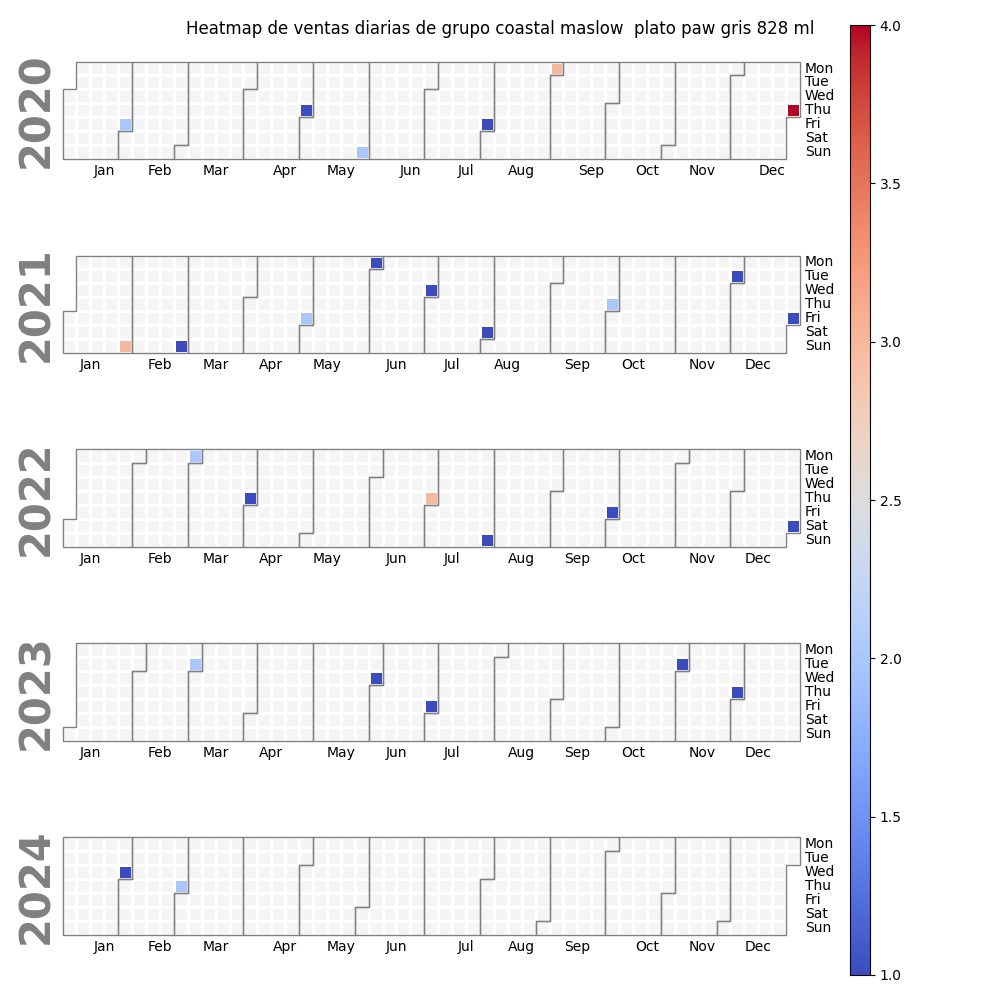 Heatmap de ventas diarias de grupo coastal maslow  plato paw gris 828 ml
2020
Mon
Tue
Wed
Thu
Fri
Sat
Sun
Jan Feb Mar Apr May Jun Jul Aug Sep Oct Nov Dec
2021
Mon
Tue
Wed
Thu
Fri
Sat
Sun
Jan Feb Mar Apr May Jun Jul Aug Sep Oct Nov Dec
2022
Mon
Tue
Wed
Thu
Fri
Sat
Sun
Jan Feb Mar Apr May Jun Jul Aug Sep Oct Nov Dec
2023
Mon
Tue
Wed
Thu
Fri
Sat
Sun
Jan Feb Mar Apr May Jun Jul Aug Sep Oct Nov Dec
2024
Mon
Tue
Wed
Thu
Fri
Sat
Sun
Jan Feb Mar Apr May Jun Jul Aug Sep Oct Nov Dec
4.0
3.5
3.0
2.5
2.0
1.5
1.0